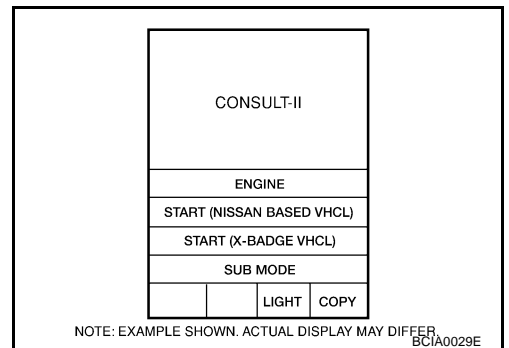 CONSULT-II
ENGINE
START (NISSAN BASED VHCL)
START (X-BADGE VHCL)
SUB MODE
LIGHT COPY
NOTE: EXAMPLE SHOWN. ACTUAL DISPLAY MAY DIFFER.
BCIA0029E